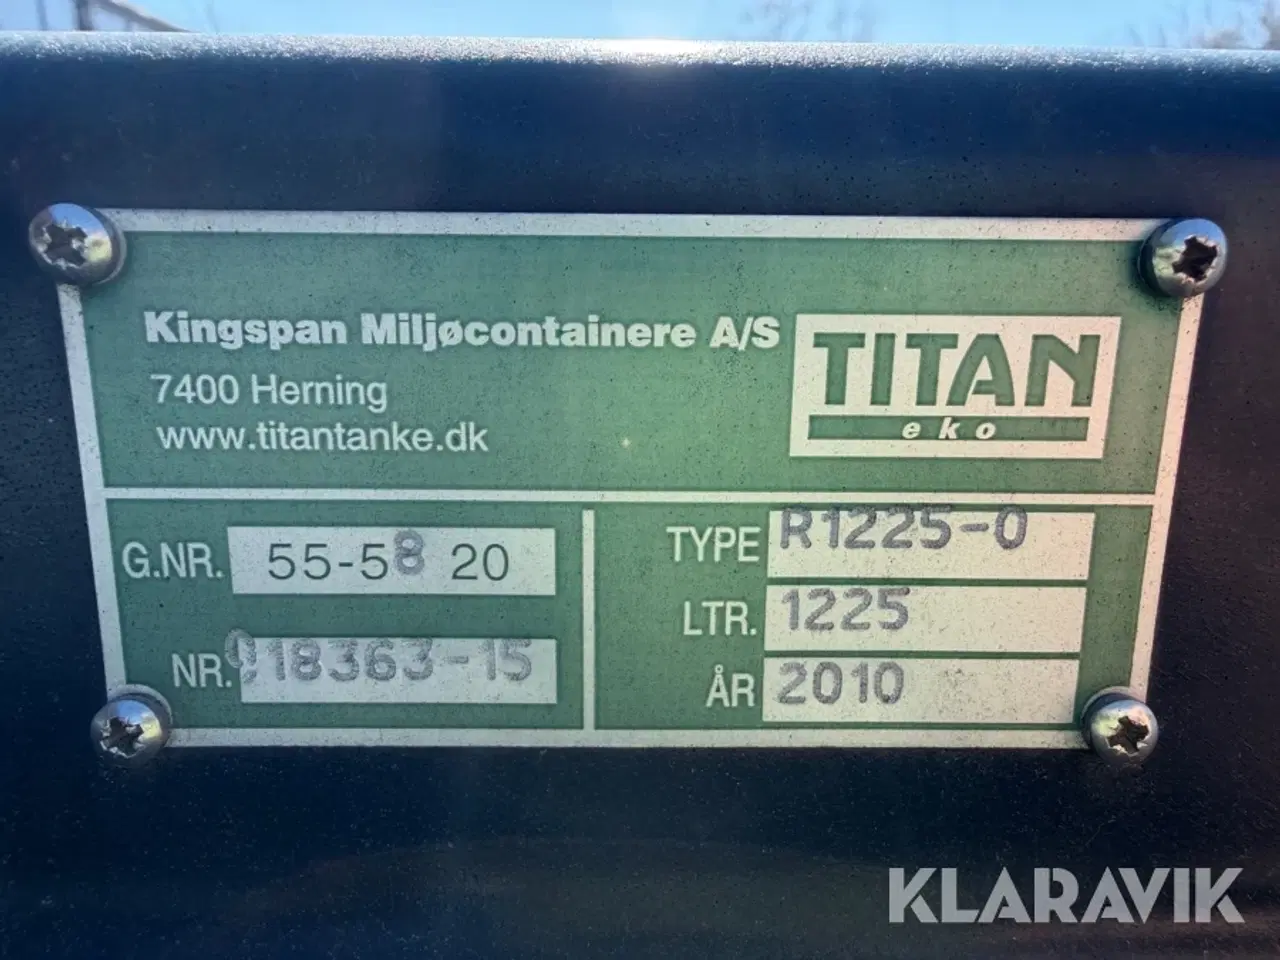 Kingspan Miljøcontainere A/S
7400 Herning
www.titantanke.dk
TITAN
eko
G.NR. 55-58 20
NR. 018363-15
TYPE R1225-0
LTR. 1225
ÅR 2010
KLARAVIK